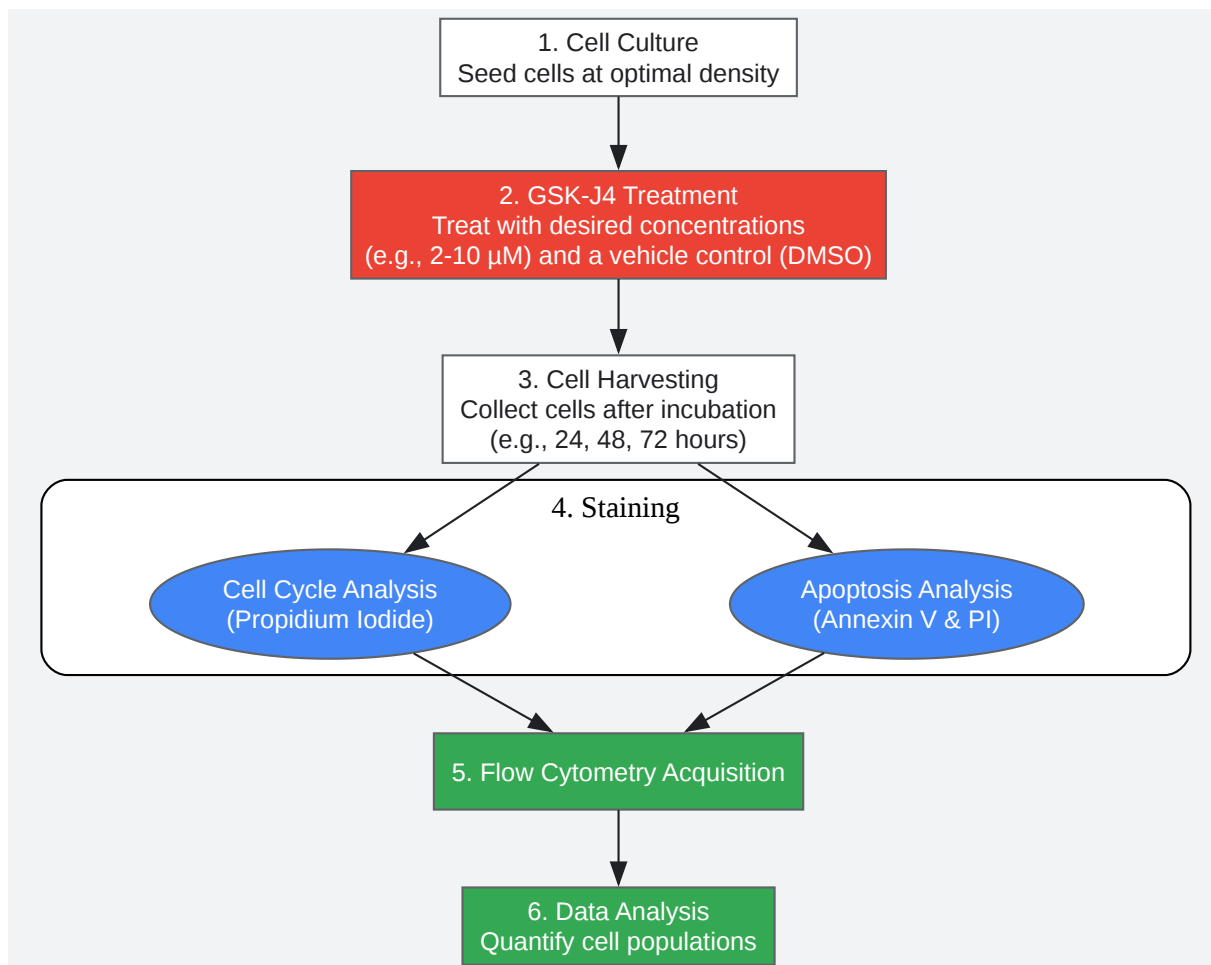 1. Cell Culture
Seed cells at optimal density
2. GSK-J4 Treatment
Treat with desired concentrations
(e.g., 2-10 µM) and a vehicle control (DMSO)
3. Cell Harvesting
Collect cells after incubation
(e.g., 24, 48, 72 hours)
4. Staining
Cell Cycle Analysis
(Propidium Iodide)
Apoptosis Analysis
(Annexin V & PI)
5. Flow Cytometry Acquisition
6. Data Analysis
Quantify cell populations